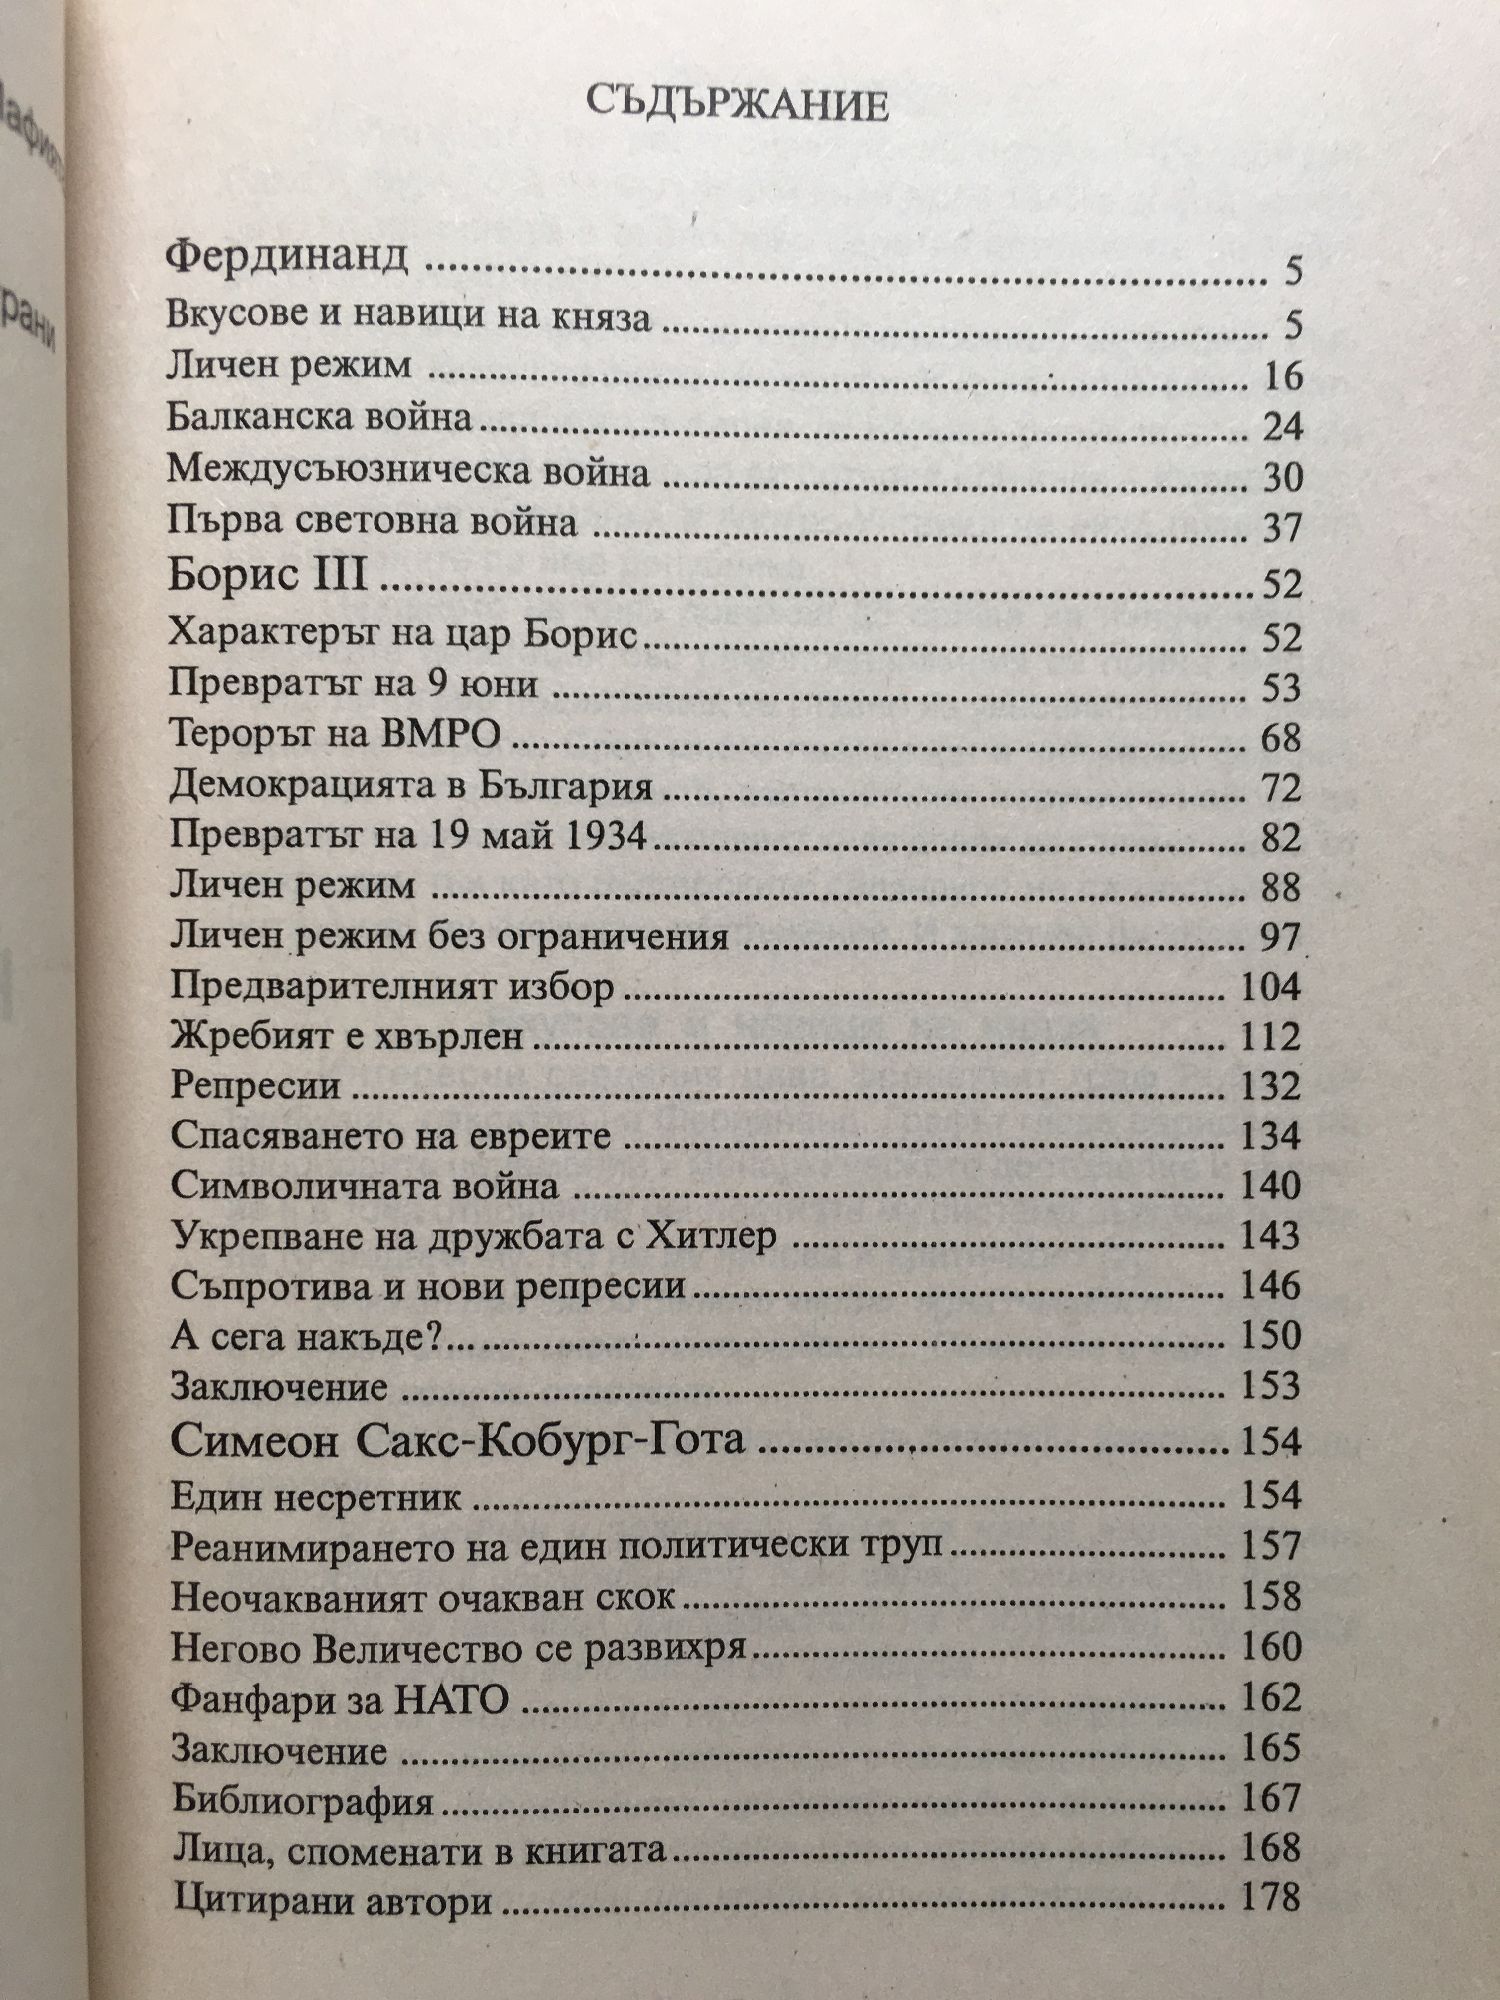 СЪДЪРЖАНИЕ
Фердинанд ........ 5
Вкусове и навици на княза ........ 5
Личен режим ........ 16
Балканска война ........ 24
Междусъюзническа война ........ 30
Първа световна война ........ 37
Борис III ........ 52
Характерът на цар Борис ........ 52
Превратът на 9 юни ........ 53
Терорът на ВМРО ........ 68
Демокрацията в България ........ 72
Превратът на 19 май 1934 ........ 82
Личен режим ........ 88
Личен режим без ограничения ........ 97
Предварителният избор ........ 104
Жребият е хвърлен ........ 112
Репресии ........ 132
Спасяването на евреите ........ 134
Символичната война ........ 140
Укрепване на дружбата с Хитлер ........ 143
Съпротива и нови репресии ........ 146
А сега накъде?... ........ 150
Заключение ........ 153
Симеон Сакс-Кобург-Гота ........ 154
Един несретник ........ 154
Реанимирането на един политически труп ........ 157
Неочакваният очакван скок ........ 158
Негово Величество се развихря ........ 160
Фанфари за НАТО ........ 162
Заключение ........ 165
Библиография ........ 167
Лица, споменати в книгата ........ 168
Цитирани автори ........ 178